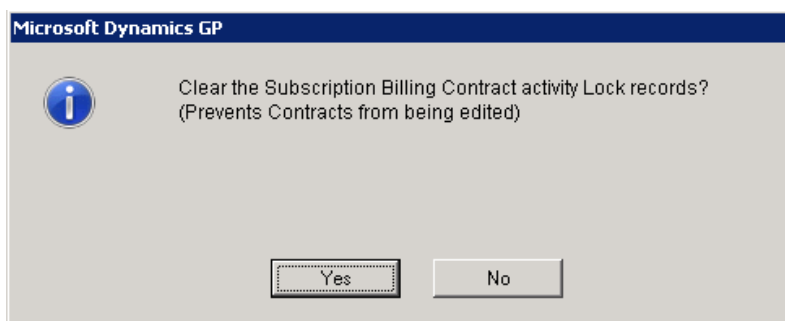 Microsoft Dynamics GP
Clear the Subscription Billing Contract activity Lock records?
(Prevents Contracts from being edited)
Yes
No